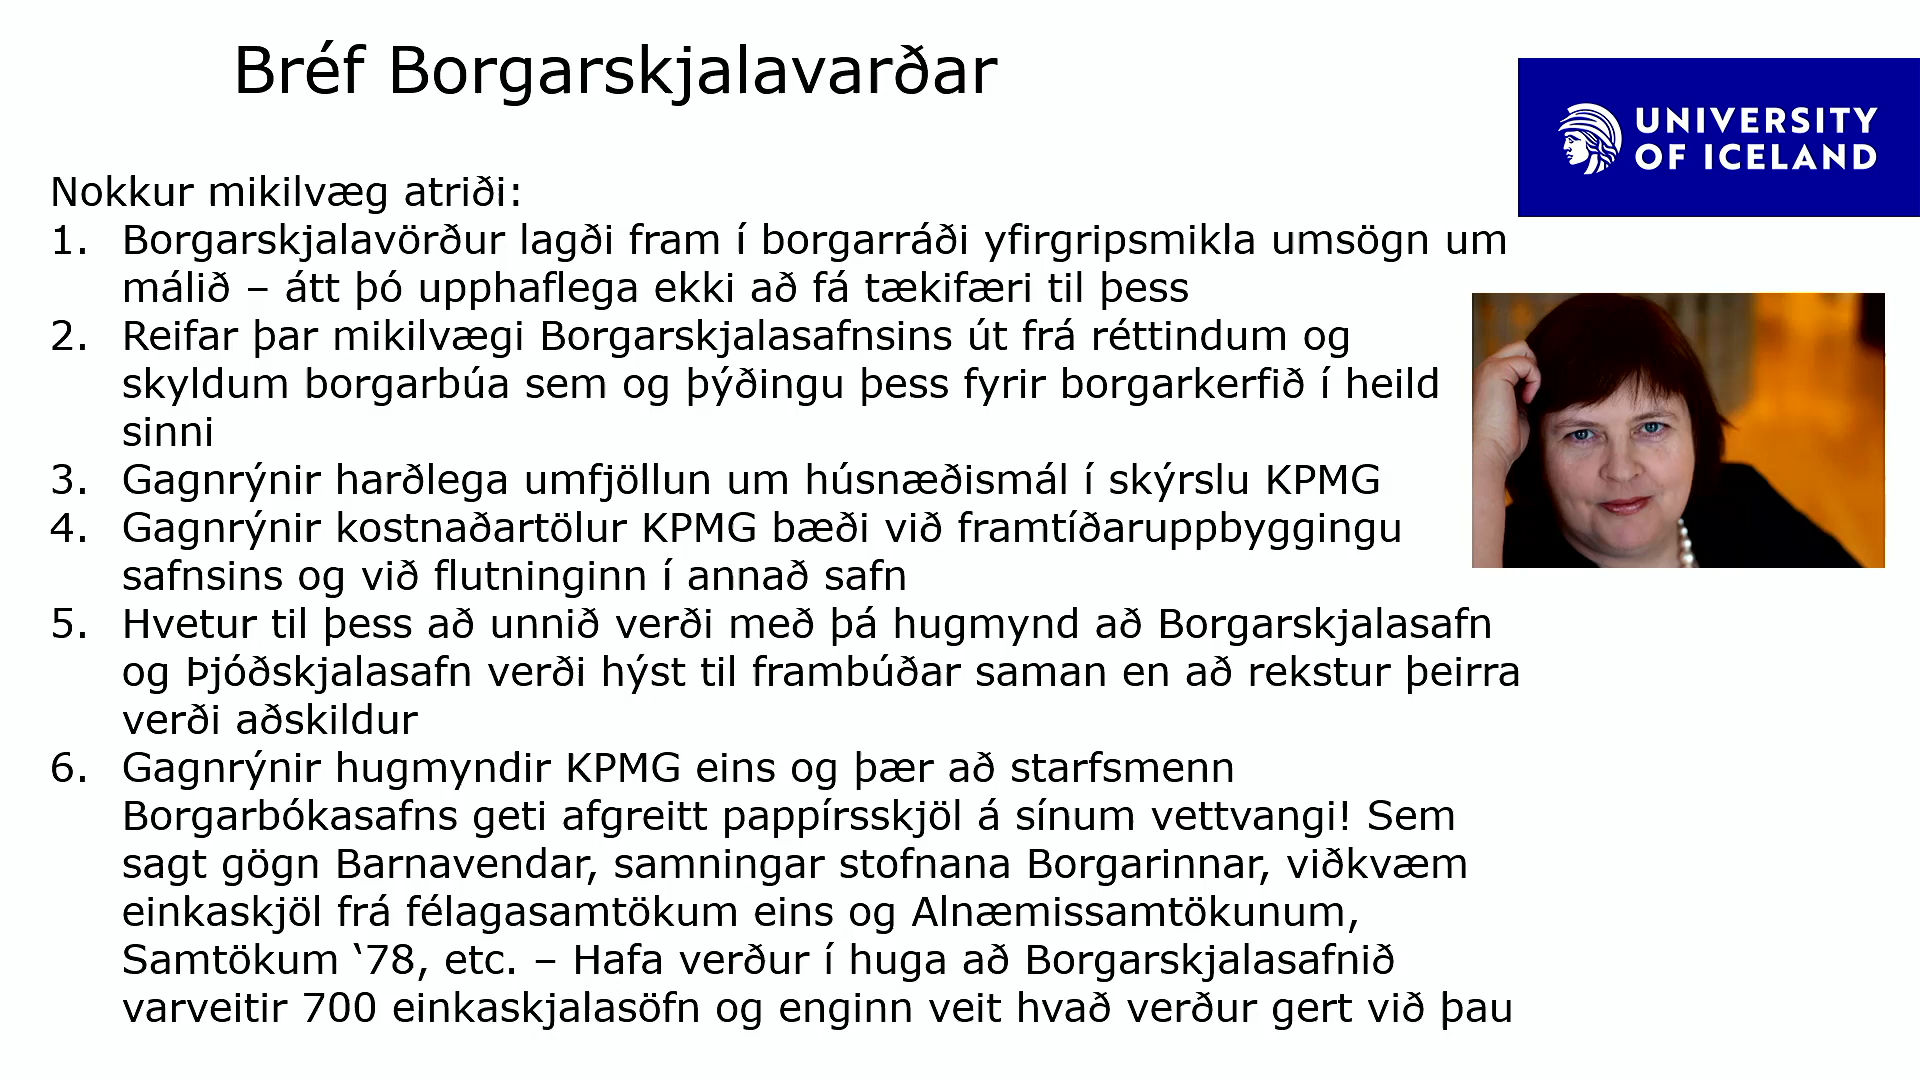 Bréf Borgarskjalavarðar
UNIVERSITY
OF ICELAND
Nokkur mikilvæg atriði:
1. Borgarskjalavörður lagði fram í borgarráði yfirgripsmikla umsögn um
málið – átt þó upphaflega ekki að fá tækifæri til þess
2. Reifar þar mikilvægi Borgarskjalasafnsins út frá réttindum og
skyldum borgarbúa sem og þýðingu þess fyrir borgarkerfið í heild
sinni
3. Gagnrýnir harðlega umfjöllun um húsnæðismál í skýrslu KPMG
4. Gagnrýnir kostnaðartölur KPMG bæði við framtíðaruppbyggingu
safnsins og við flutninginn í annað safn
5. Hvetur til þess að unnið verði með þá hugmynd að Borgarskjalasafn
og Þjóðskjalasafn verði hýst til frambúðar saman en að rekstur þeirra
verði aðskildur
6. Gagnrýnir hugmyndir KPMG eins og þær að starfsmenn
Borgarbókasafns geti afgreitt pappírsskjöl á sínum vettvangi! Sem
sagt gögn Barnavendar, samningar stofnana Borgarinnar, viðkvæm
einkaskjöl frá félagasamtökum eins og Alnæmissamtökunum,
Samtökum ‘78, etc. – Hafa verður í huga að Borgarskjalasafnið
varveitir 700 einkaskjalasöfn og enginn veit hvað verður gert við þau